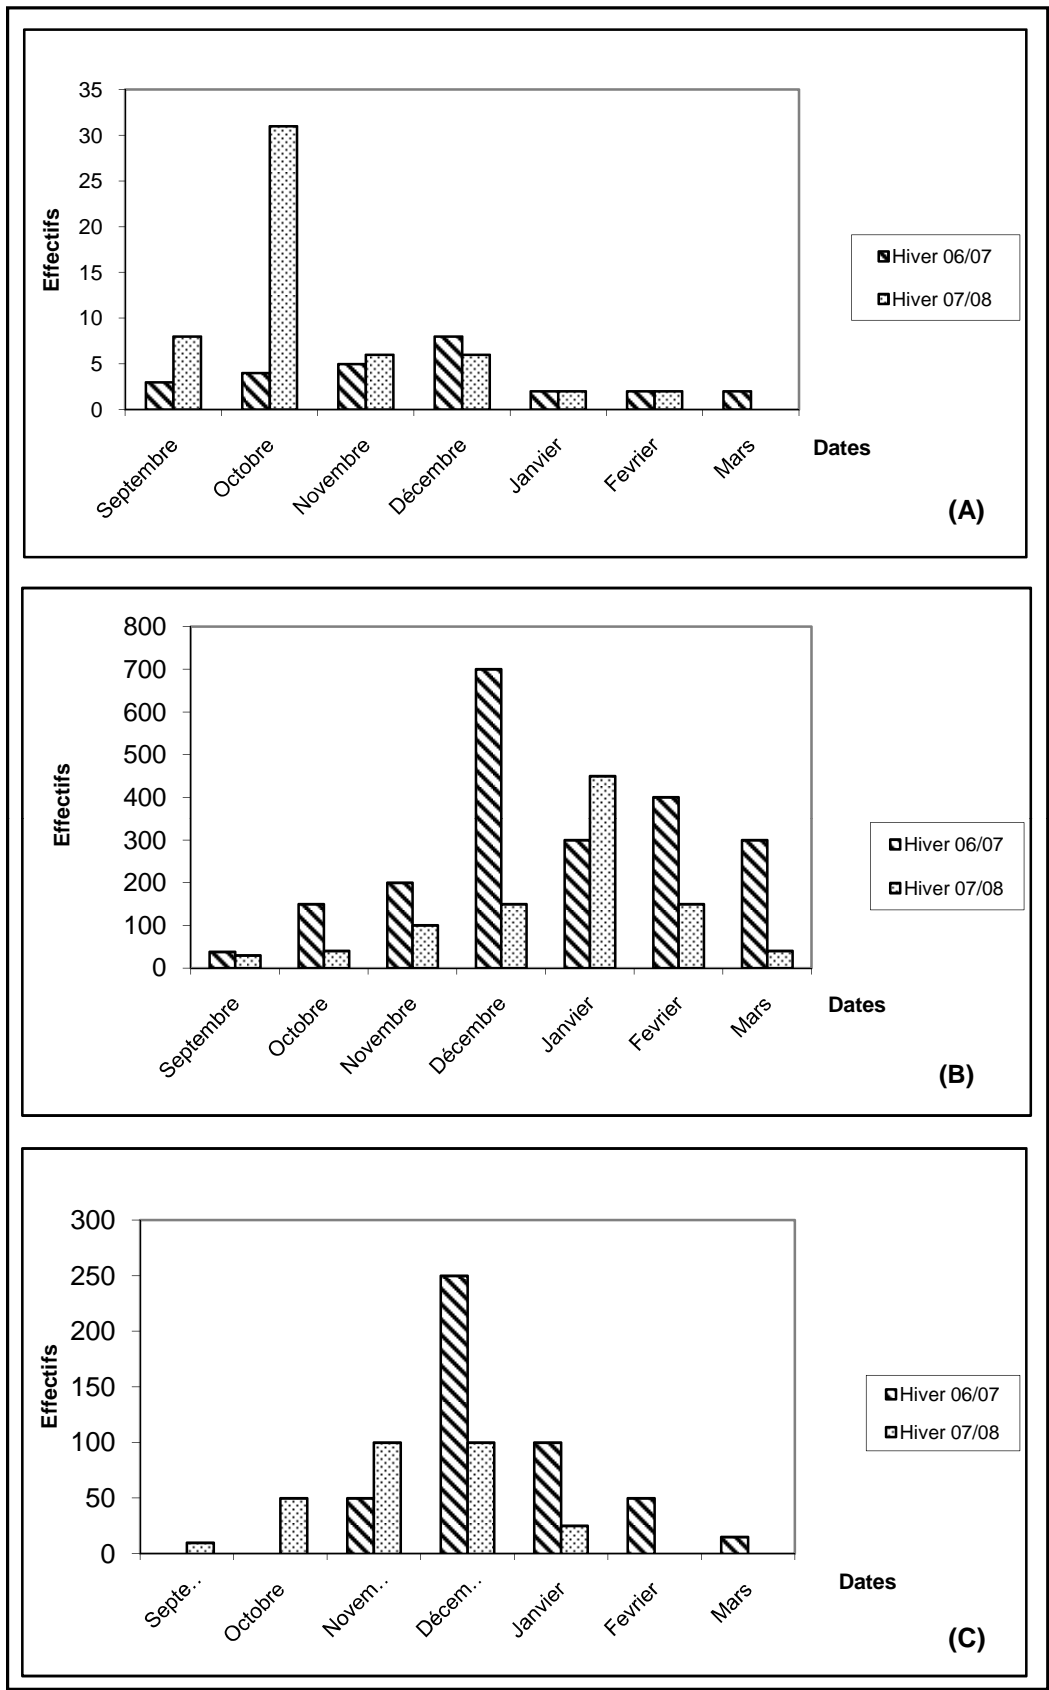 35
30
25
20
15
10
5
0
Effectifs
Hiver 06/07
Hiver 07/08
Septembre
Octobre
Novembre
Décembre
Janvier
Fevrier
Mars
Dates
(A)
800
700
600
500
400
300
200
100
0
Effectifs
Hiver 06/07
Hiver 07/08
Septembre
Octobre
Novembre
Décembre
Janvier
Fevrier
Mars
Dates
(B)
300
250
200
150
100
50
0
Effectifs
Hiver 06/07
Hiver 07/08
Septe..
Octobre
Novem..
Décem..
Janvier
Fevrier
Mars
Dates
(C)